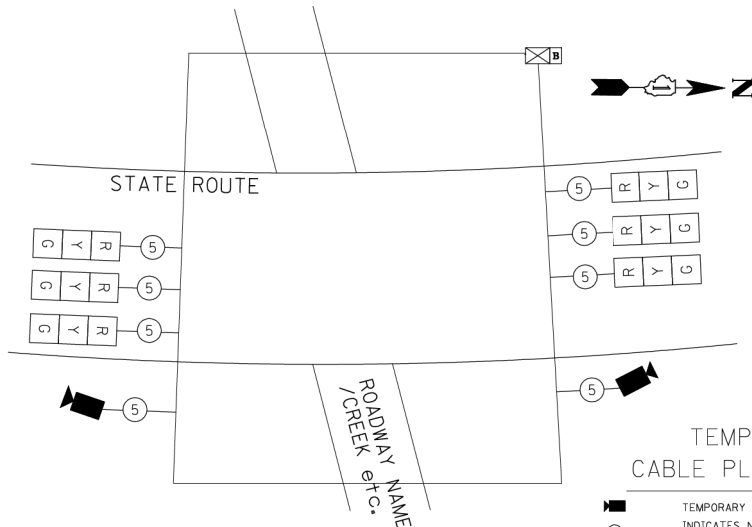 B
N
STATE ROUTE
5 R Y G
5 R Y G
5 R Y G
G Y R 5
G Y R 5
G Y R 5
5
5
ROADWAY NAME
/CREEK etc.
TEMP
CABLE PL
TEMPORARY
INDICATES N